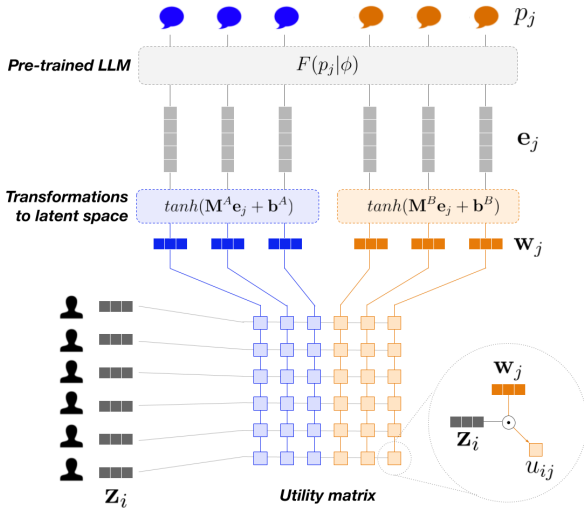 p_j
Pre-trained LLM
F(p_j|ϕ)
e_j
Transformations
to latent space
tanh(M^A e_j + b^A)
tanh(M^B e_j + b^B)
w_j
w_j
z_i
u_ij
z_i
Utility matrix